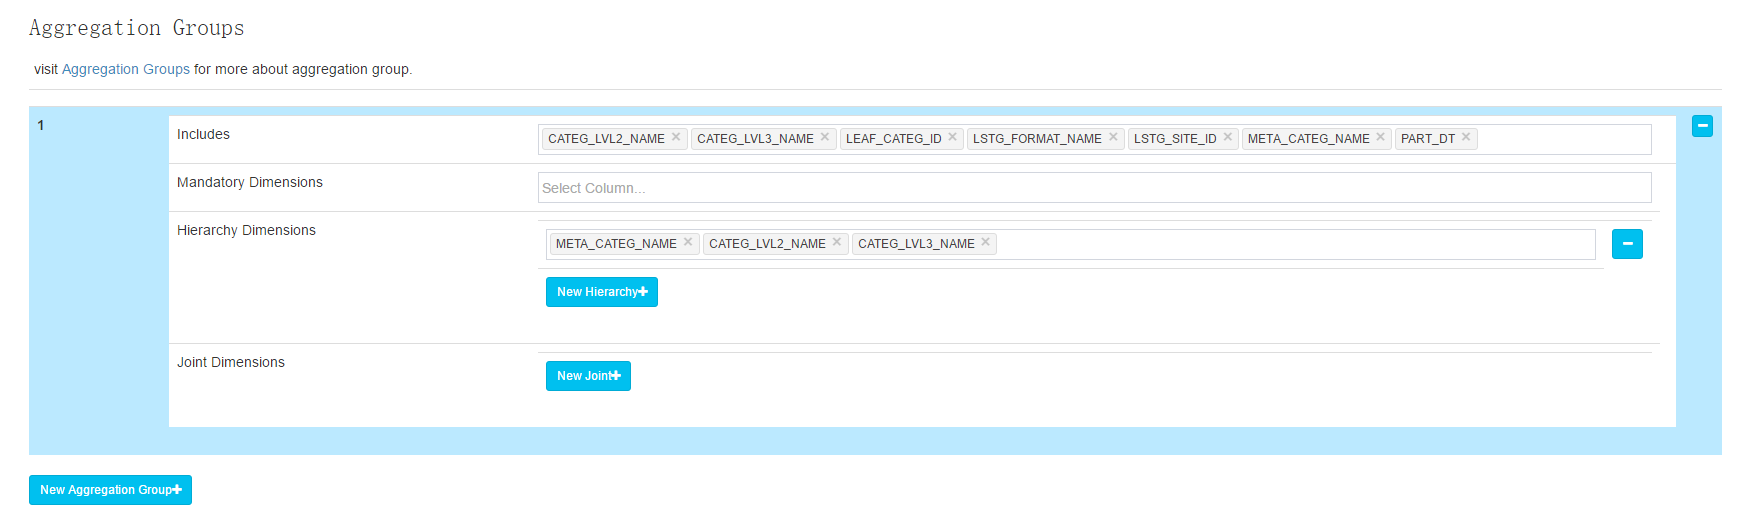 Aggregation Groups
visit Aggregation Groups for more about aggregation group.
1
Includes
CATEG_LVL2_NAME CATEG_LVL3_NAME LEAF_CATEG_ID LSTG_FORMAT_NAME LSTG_SITE_ID META_CATEG_NAME PART_DT
Mandatory Dimensions
Select Column...
Hierarchy Dimensions
META_CATEG_NAME CATEG_LVL2_NAME CATEG_LVL3_NAME
New Hierarchy
Joint Dimensions
New Joint
New Aggregation Group